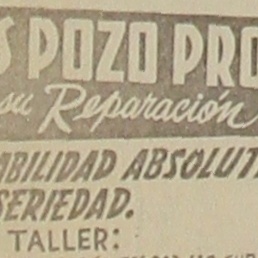 S POZO PRO
su Reparación
ABILIDAD ABSOLUT
SERIEDAD.
TALLER: